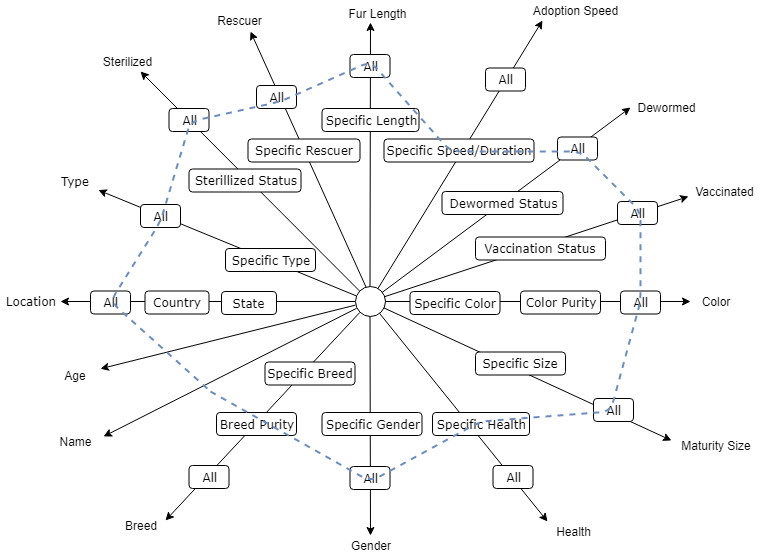 Fur Length
Adoption Speed
Rescuer
Sterilized
All
All
All
All
Dewormed
Specific Length
All
All
Specific Rescuer
Specific Speed/Duration
Sterillized Status
Type
Vaccinated
Dewormed Status
All
All
Vaccination Status
Specific Type
Location
All
Country
State
Specific Color
Color Purity
All
Color
Age
Specific Breed
Specific Size
All
Name
Breed Purity
Specific Gender
Specific Health
Maturity Size
All
All
All
Breed
Gender
Health